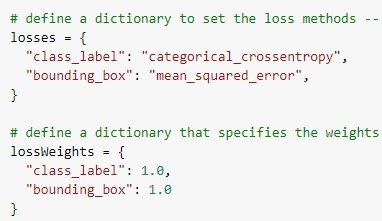 # define a dictionary to set the loss methods --
losses = {
"class_label": "categorical_crossentropy",
"bounding_box": "mean_squared_error",
}
# define a dictionary that specifies the weights
lossWeights = {
"class_label": 1.0,
"bounding_box": 1.0
}